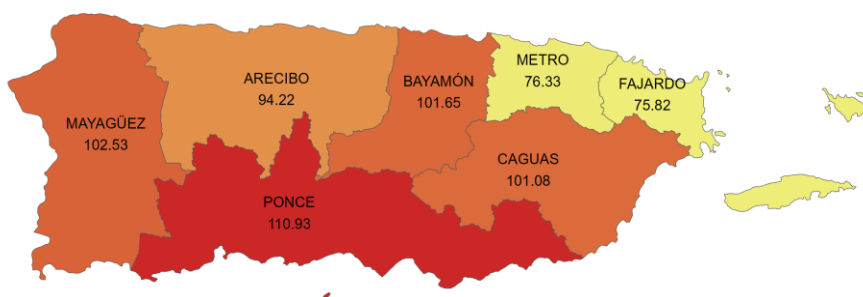 METRO
76.33
ARECIBO
94.22
BAYAMÓN
101.65
FAJARDO
75.82
MAYAGÜEZ
102.53
CAGUAS
101.08
PONCE
110.93